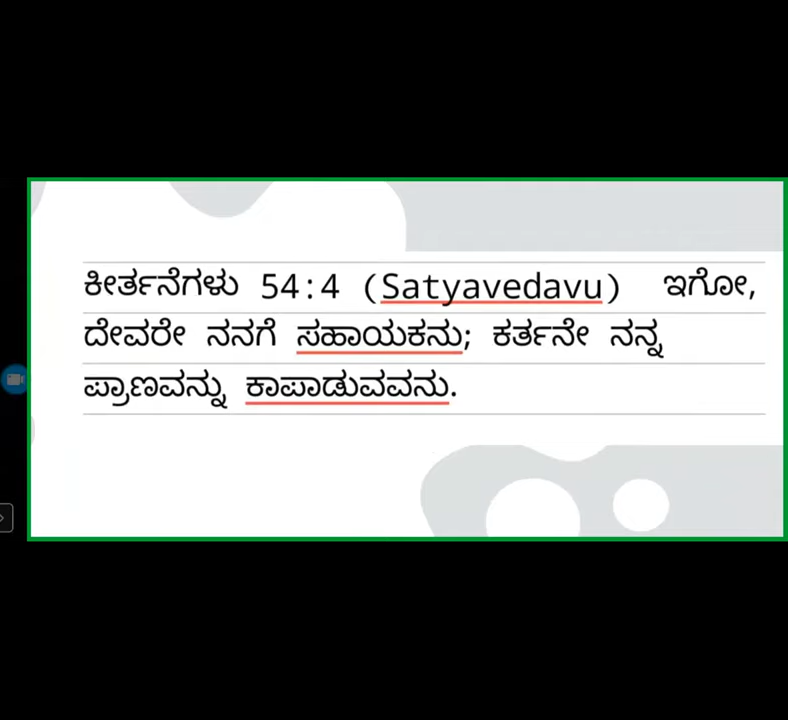 ಕೀರ್ತನೆಗಳು 54:4 (Satyavedavu) ಇಗೋ,
ದೇವರೇ ನನಗೆ ಸಹಾಯಕನು; ಕರ್ತನೇ ನನ್ನ
ಪ್ರಾಣವನ್ನು ಕಾಪಾಡುವವನು.